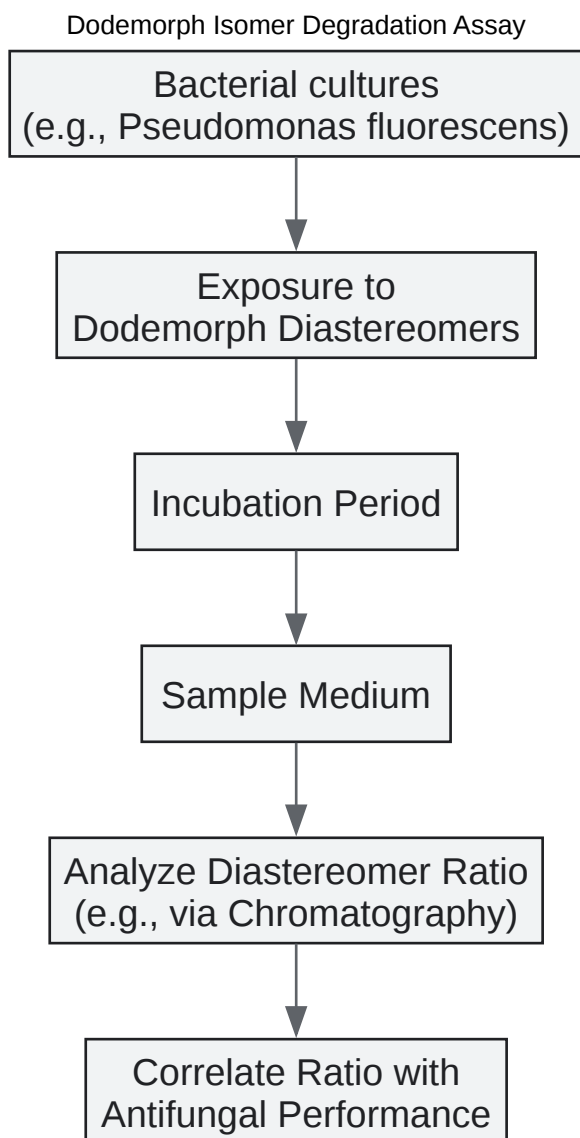 Dodemorph Isomer Degradation Assay
Bacterial cultures
(e.g., Pseudomonas fluorescens)
Exposure to
Dodemorph Diastereomers
Incubation Period
Sample Medium
Analyze Diastereomer Ratio
(e.g., via Chromatography)
Correlate Ratio with
Antifungal Performance